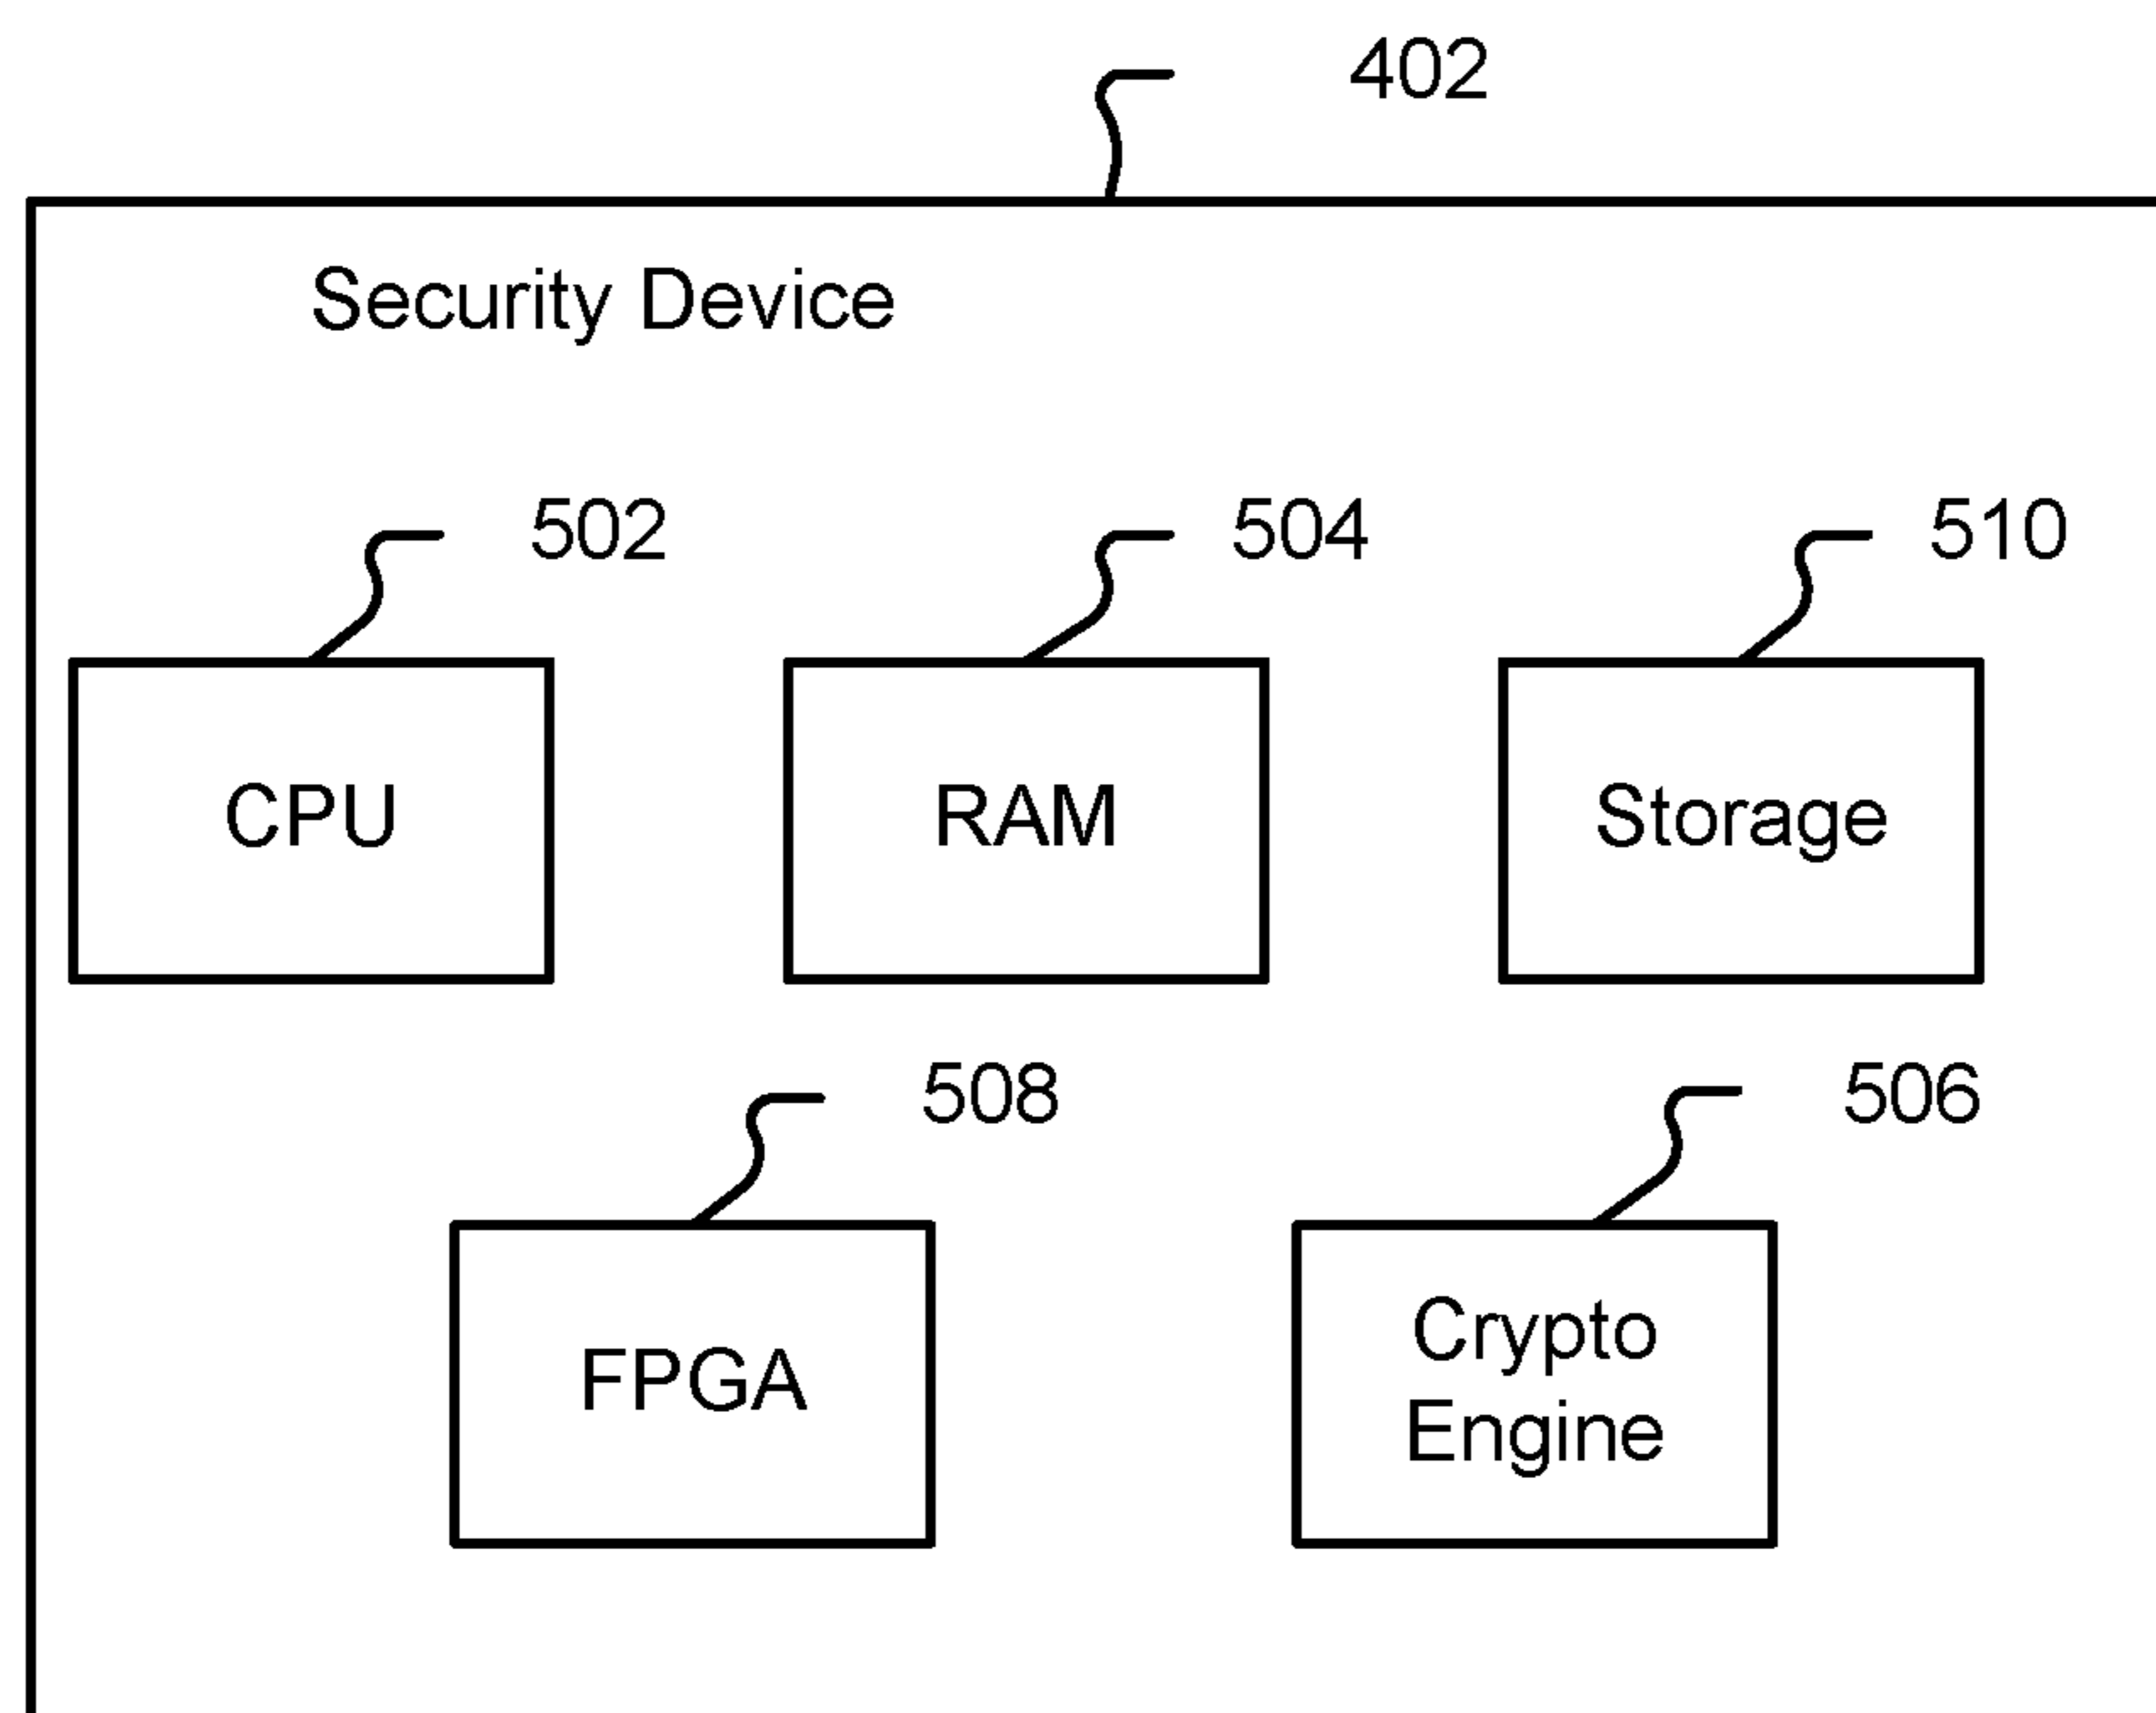 402
Security Device
502
504
510
CPU
RAM
Storage
508
506
FPGA
Crypto
Engine